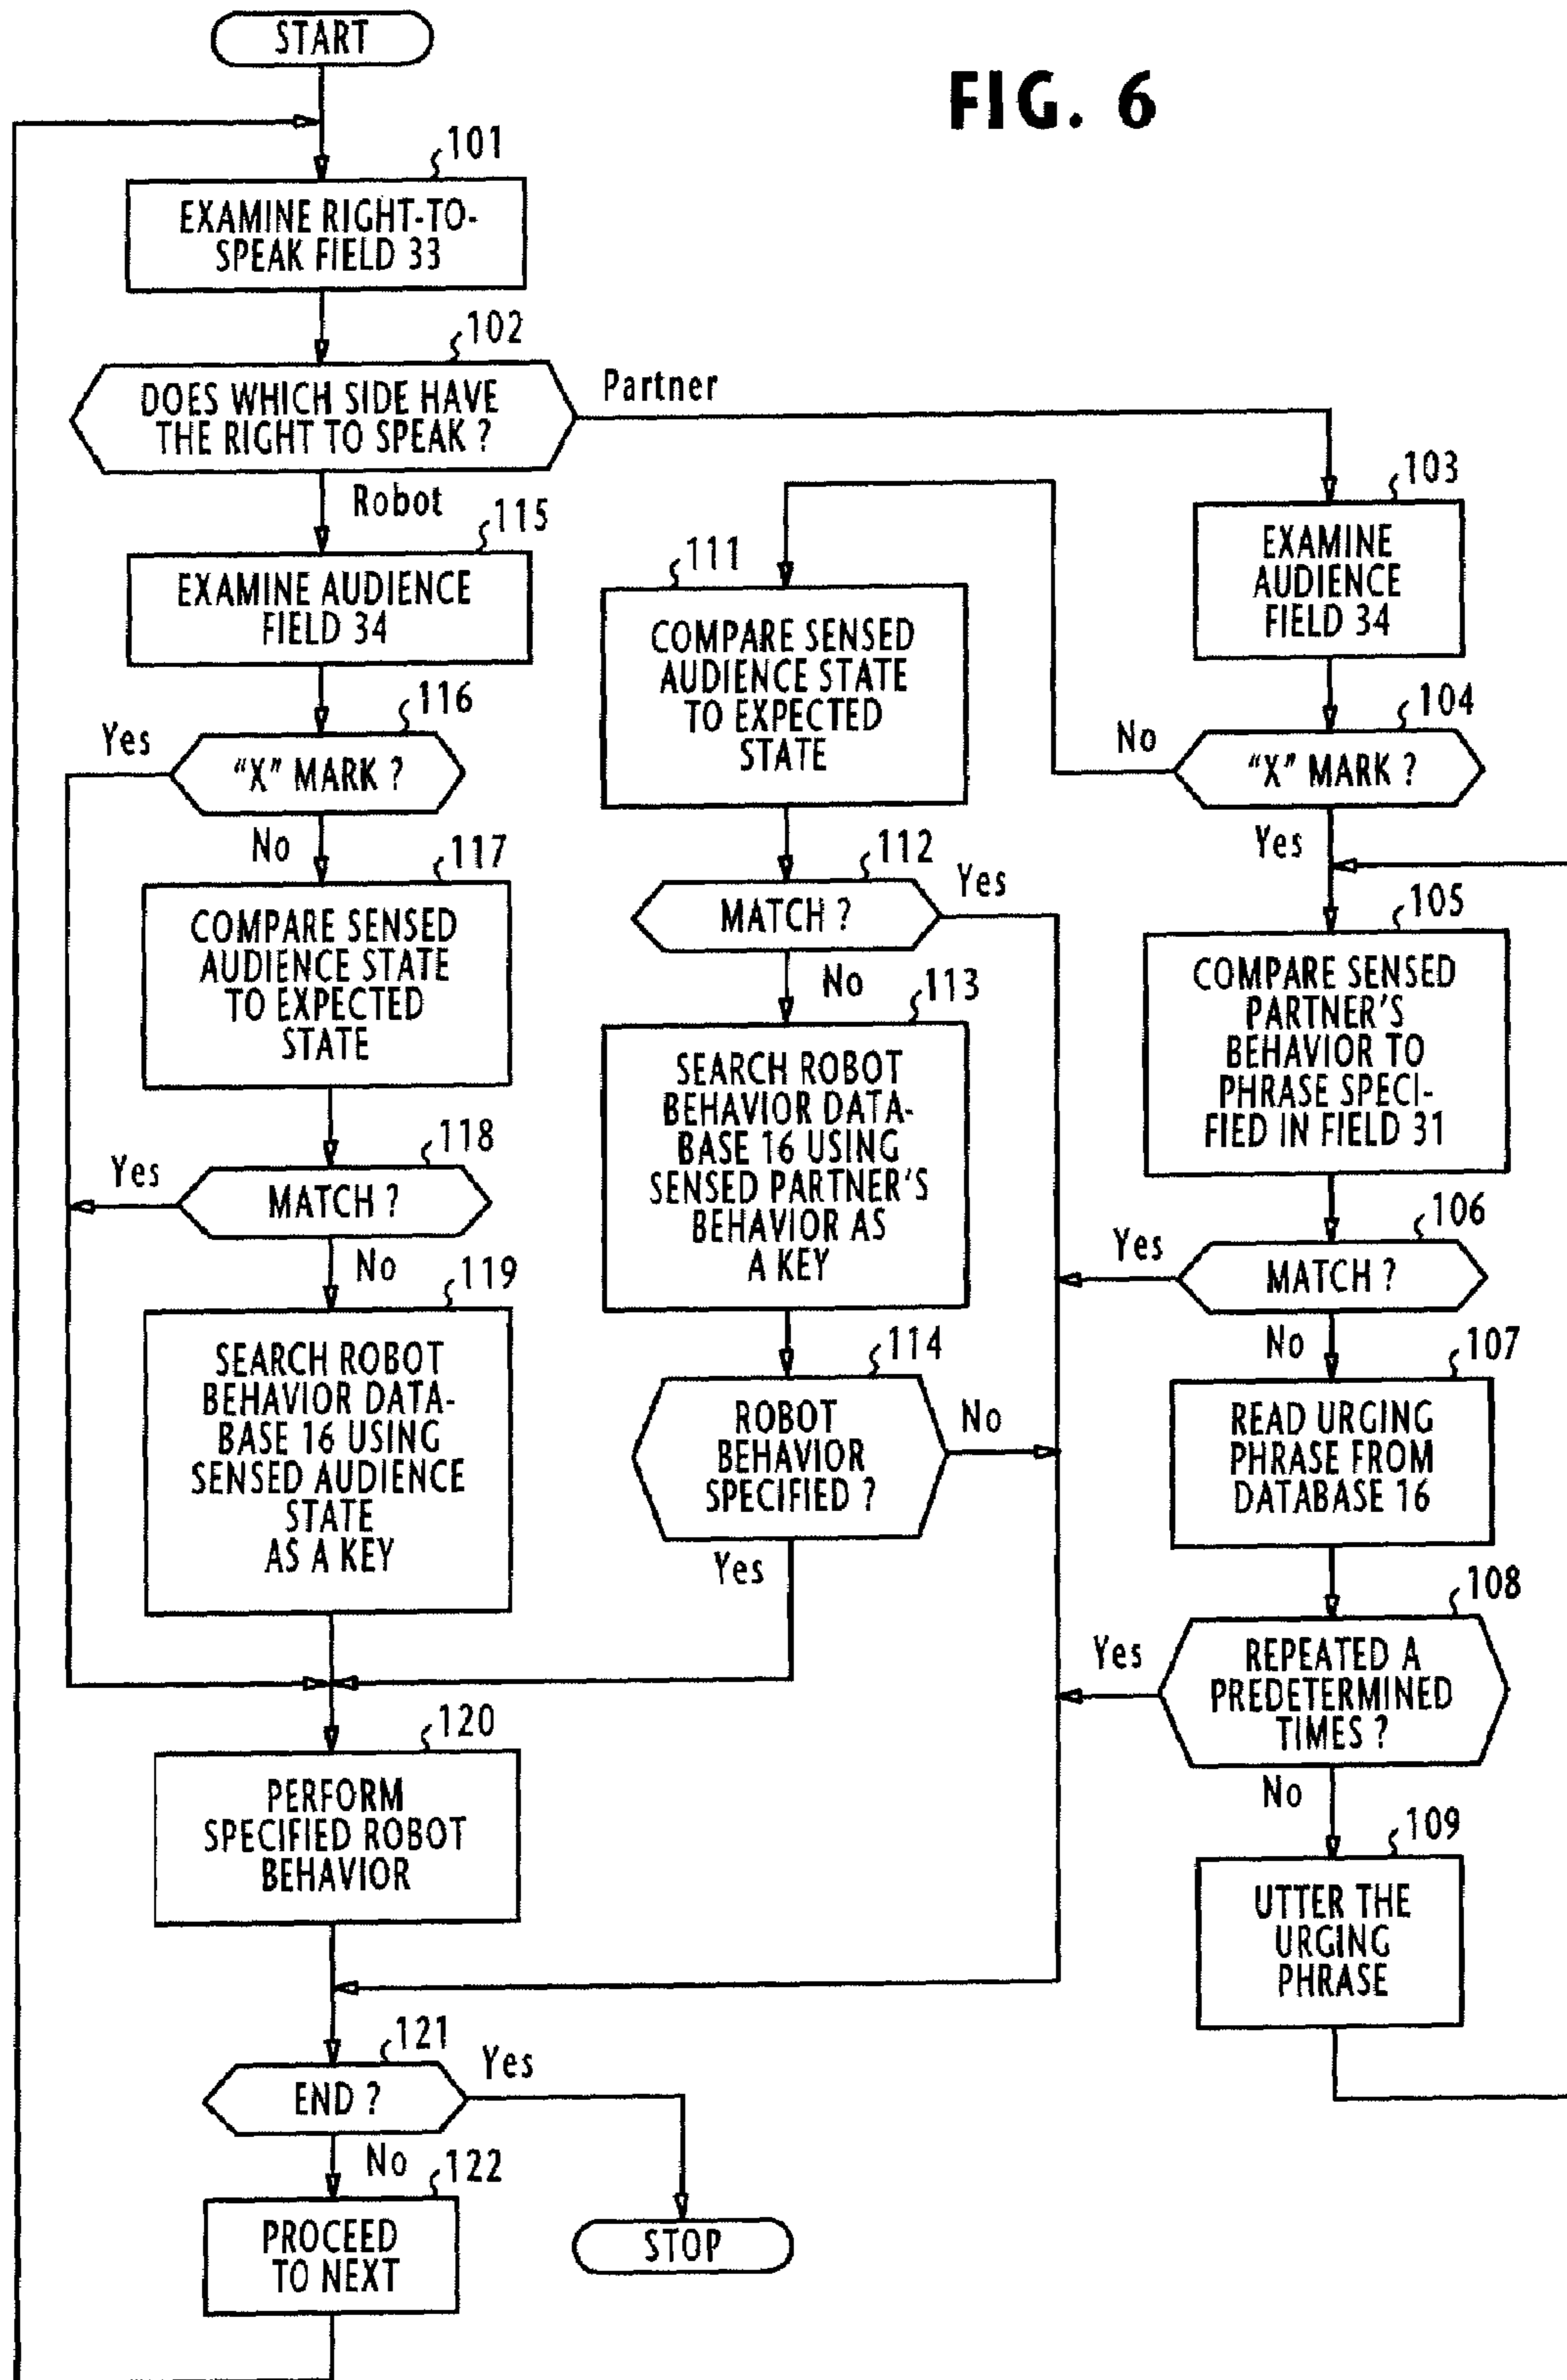 START
FIG. 6
101
EXAMINE RIGHT-TO-
SPEAK FIELD 33
102
DOES WHICH SIDE HAVE
THE RIGHT TO SPEAK ?
Partner
Robot
103
EXAMINE
AUDIENCE
FIELD 34
104
"X" MARK ?
No
Yes
105
COMPARE SENSED
PARTNER'S
BEHAVIOR TO
PHRASE SPECI-
FIED IN FIELD 31
106
MATCH ?
Yes
No
107
READ URGING
PHRASE FROM
DATABASE 16
108
REPEATED A
PREDETERMINED
TIMES ?
Yes
No
109
UTTER THE
URGING
PHRASE
111
COMPARE SENSED
AUDIENCE STATE
TO EXPECTED
STATE
112
MATCH ?
Yes
No
113
SEARCH ROBOT
BEHAVIOR DATA-
BASE 16 USING
SENSED PARTNER'S
BEHAVIOR AS
A KEY
114
ROBOT
BEHAVIOR
SPECIFIED ?
No
Yes
115
EXAMINE AUDIENCE
FIELD 34
116
"X" MARK ?
Yes
No
117
COMPARE SENSED
AUDIENCE STATE
TO EXPECTED
STATE
118
MATCH ?
Yes
No
119
SEARCH ROBOT
BEHAVIOR DATA-
BASE 16 USING
SENSED AUDIENCE
STATE
AS A KEY
120
PERFORM
SPECIFIED ROBOT
BEHAVIOR
121
END ?
Yes
No
122
PROCEED
TO NEXT
STOP